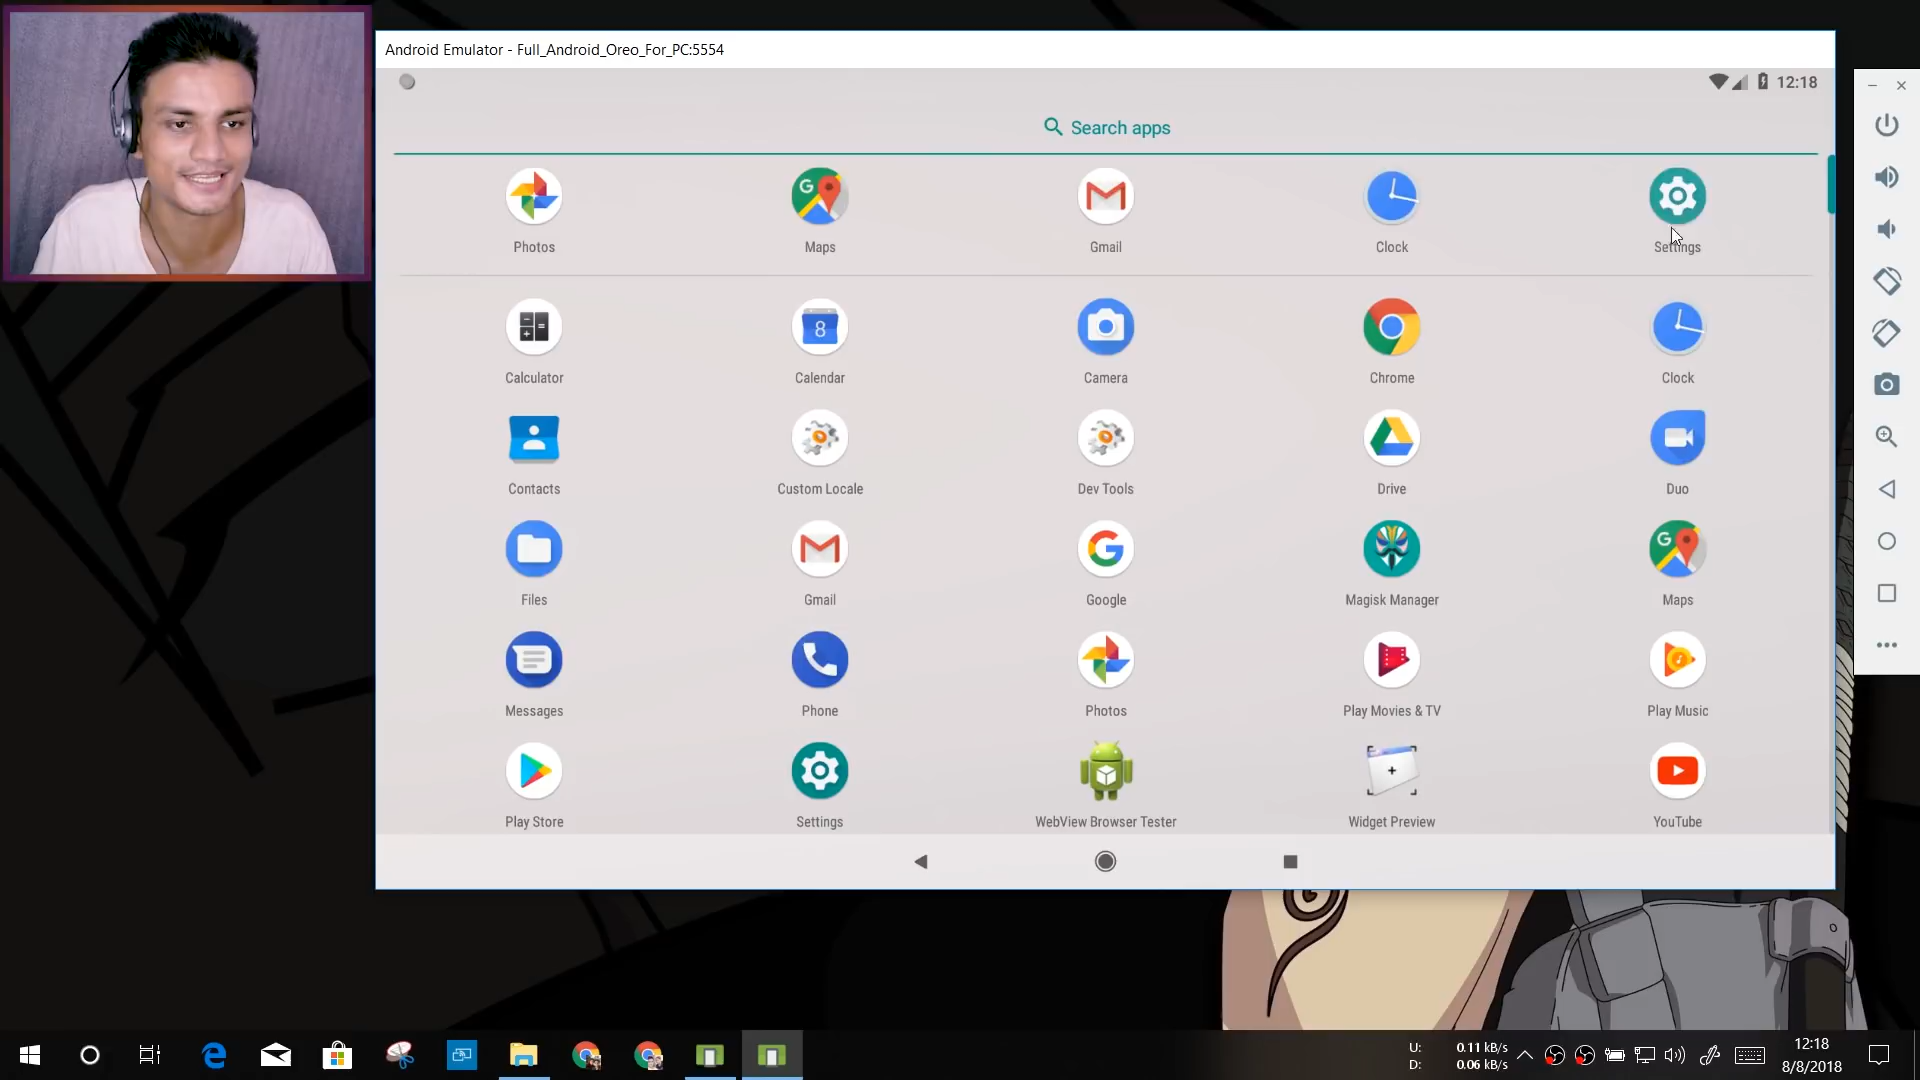 Android Emulator - Full_Android_Oreo_For_PC:5554
12:18
Search apps
Photos
Maps
Gmail
Clock
Settings
Calculator
Calendar
Camera
Chrome
Clock
Contacts
Custom Locale
Dev Tools
Drive
Duo
Files
Gmail
Google
Magisk Manager
Maps
Messages
Phone
Photos
Play Movies & TV
Play Music
Play Store
Settings
WebView Browser Tester
Widget Preview
YouTube
U: 0.11 kB/s
D: 0.06 kB/s
12:18
8/8/2018